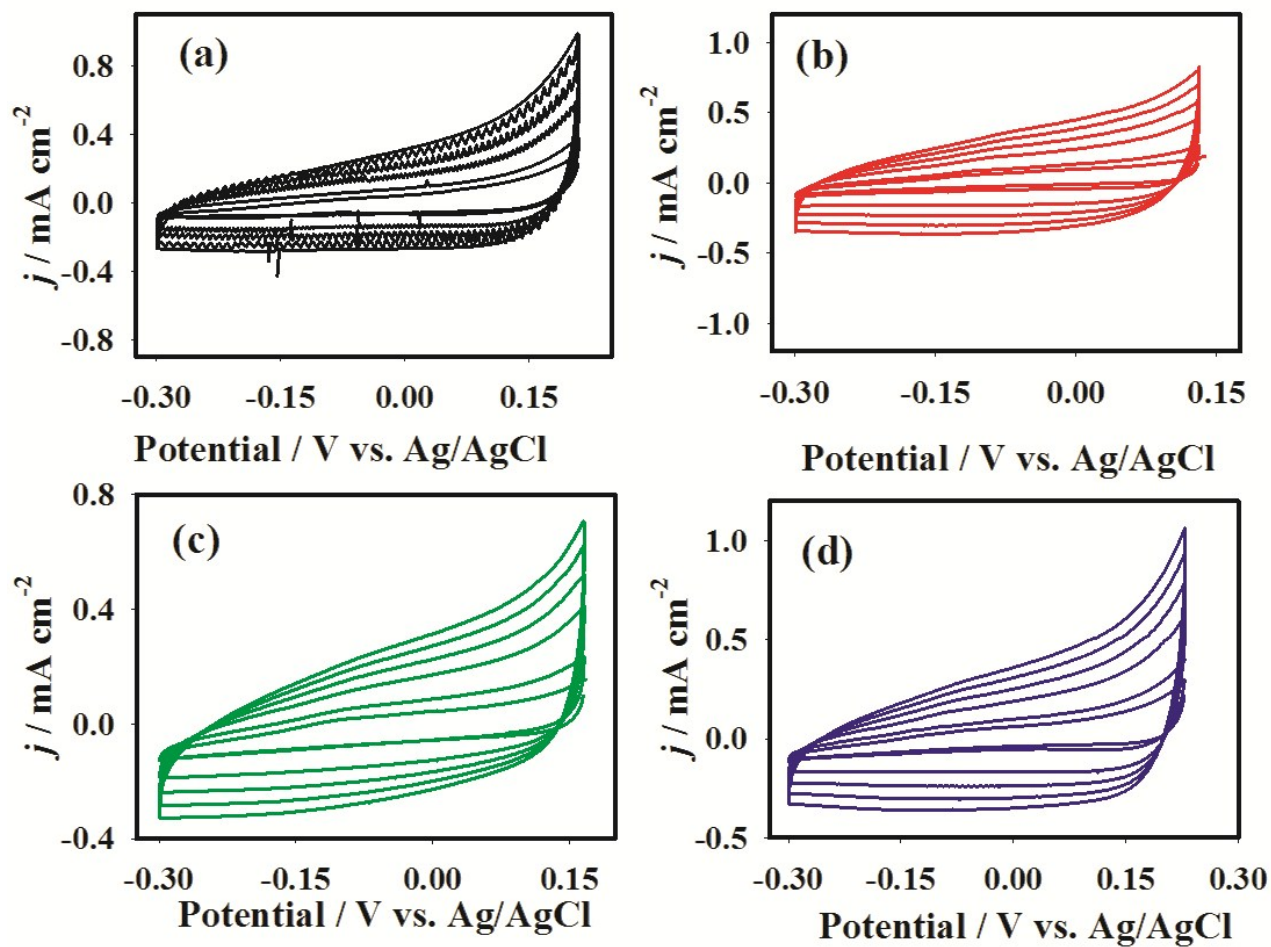 (a)
0.8
0.4
0.0
-0.4
-0.8
j / mA cm-2
-0.30 -0.15 0.00 0.15
Potential / V vs. Ag/AgCl
(b)
1.0
0.5
0.0
-0.5
-1.0
j / mA cm-2
-0.30 -0.15 0.00 0.15
Potential / V vs. Ag/AgCl
(c)
0.8
0.4
0.0
-0.4
j / mA cm-2
-0.30 -0.15 0.00 0.15
Potential / V vs. Ag/AgCl
(d)
1.0
0.5
0.0
-0.5
j / mA cm-2
-0.30 -0.15 0.00 0.15 0.30
Potential / V vs. Ag/AgCl